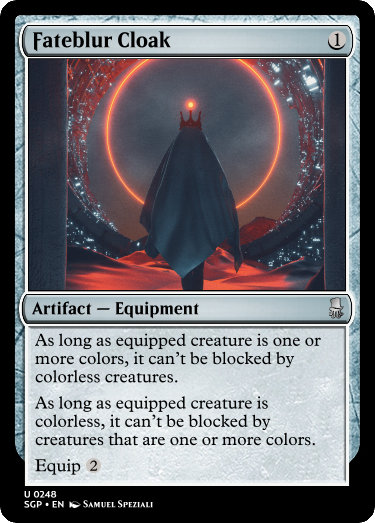 Fateblur Cloak 1
Artifact — Equipment
As long as equipped creature is one or
more colors, it can't be blocked by
colorless creatures.
As long as equipped creature is
colorless, it can't be blocked by
creatures that are one or more colors.
Equip 2
U 0248
SGP • EN Samuel Speziali